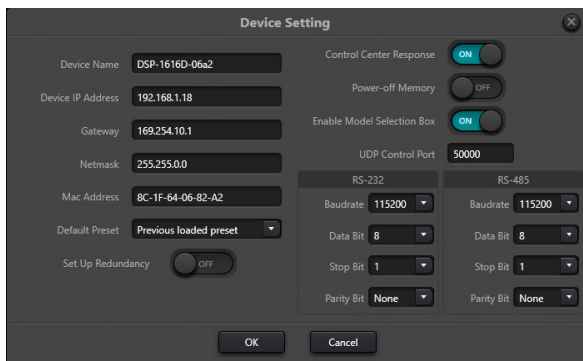 Device Setting
Device Name DSP-1616D-06a2
Device IP Address 192.168.1.18
Gateway 169.254.10.1
Netmask 255.255.0.0
Mac Address 8C-1F-64-06-82-A2
Default Preset Previous loaded preset
Set Up Redundancy OFF
Control Center Response ON
Power-off Memory OFF
Enable Model Selection Box ON
UDP Control Port 50000
RS-232
Baudrate 115200
Data Bit 8
Stop Bit 1
Parity Bit None
RS-485
Baudrate 115200
Data Bit 8
Stop Bit 1
Parity Bit None
OK Cancel